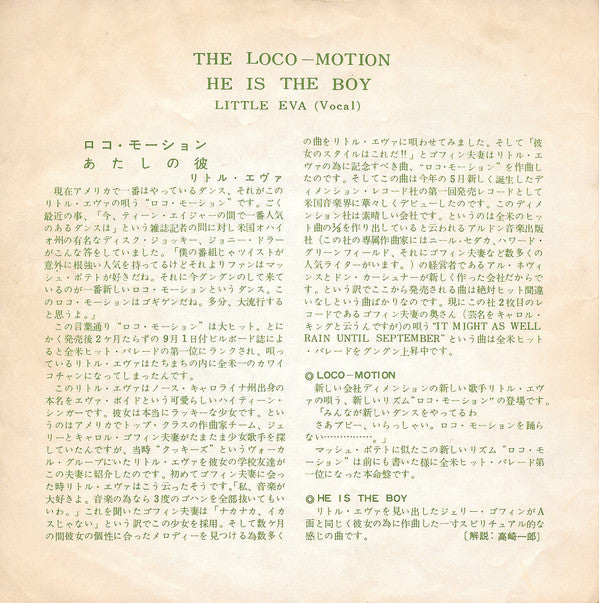 THE LOCO-MOTION
HE IS THE BOY
LITTLE EVA (Vocal)
ロコ・モーション
あたしの彼
リトル・エヴァ
現在アメリカで一番はやっているダンス、それがこの
リトル・エヴァの唄う“ロコ・モーション”です。ごく
最近の事、「今、ティーン・エイジャーの間で一番人気
のあるダンスは」という雑誌記者の間に対し米国オハイ
オ州の有名なディスク・ジョッキー、ジョニー・ドラー
がこんな答をしていました。「僕の番組じゃツイストが
意外に根強い人気を持ってるけどそれよりファンはマッシ
ュ・ポテトが好きだね。それに今グングンのして来て
いるのが一番新しいロコ・モーションというダンス。こ
のロコ・モーションはゴキゲンだね。多分、大流行する
と思うよ。」
この言葉通り“ロコ・モーション”は大ヒット。とに
かく発売後2ヶ月たらずの9月1日付ビルボード誌によ
ると全米ヒット・パレードの第一位にランクされ、唄って
いるリトル・エヴァはたちまちの内に全米一のカワイ
コチャンになってしまったんです。
このリトル・エヴァはノース・キャロライナ州出身の
本名をエヴァ・ボイドという可愛らしいハイティーン・
シンガーです。彼女は本当にラッキーな少女です。とい
うのはアメリカでトップ・クラスの作曲家チーム、ジェ
リーとキャロル・ゴフィン夫妻がたまたま少女歌手を探
していたんですが、当時“クッキーズ”というヴォーカ
ル・グループにいたリトル・エヴァを彼女の学校友達が
この夫妻に紹介したのです。初めてゴフィン夫妻に会っ
た時リトル・エヴァはこう云ったそうです。「私、音楽が
大好きよ。音楽の為なら3度のゴハンを全部抜いてもい
いわ。」これを聞いたゴフィン夫妻は「ナカナカ、イカ
スじゃない」という訳でこの少女を採用。そして数ヶ月
の間彼女の個性に合ったメロディーを見つける為数多く
の曲をリトル・エヴァに唄わせてみました。そして「彼
女のスタイルはこれだ!!」とゴフィン夫妻はリトル・エ
ヴァの為に記念すべき曲、“ロコ・モーション”を作曲し
たのです。そしてこの曲は今年の5月新しく誕生したデ
ィメンション・レコード社の第一回発売レコードとして
米国音楽界に華々しくデビューしたのです。このディメ
ンション社は素晴しい会社です。というのは全米のヒッ
ト曲の⅓を作り出していると云われるアルドン音楽出版
社(この社の専属作曲家にはニール・セダカ、ハワード・
グリーンフィールド、それにゴフィン夫妻など数多くの
人気ライターがいます。)の経営者であるアル・ネヴィ
ンスとドン・カーシュナーが新しく作った会社だからで
す。という訳でここから発売される曲は絶対ヒット間違
いなしという曲ばかりなのです。現にこの社2枚目のレ
コードであるゴフィン夫妻の奥さん(芸名をキャロル・
キングと云うんですが)の唄う“IT MIGHT AS WELL
RAIN UNTIL SEPTEMBER”という曲は全米ヒッ
ト・パレードをグングン上昇中です。
◎LOCO-MOTION
新しい会社ディメンションの新しい歌手リトル・エヴ
ァの唄う、新しいリズム“ロコ・モーション”の登場です。
「みんなが新しいダンスをやってるわ
さあアビー、いらっしゃい。ロコ・モーションを踊ら
ない……………。」
マッシュ・ポテトに似たこの新しいリズム“ロコ・モ
ーション”は前にも書いた様に全米ヒット・パレード第一
位になった本命盤です。
◎HE IS THE BOY
リトル・エヴァを見い出したジェリー・ゴフィンがA
面と同じく彼女の為に作曲した一寸スピリチュアル的な
感じの曲です。
〔解説:高崎一郎〕